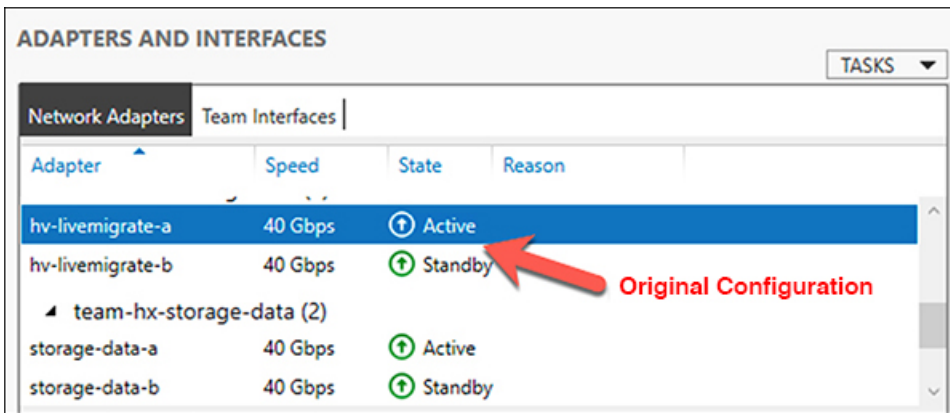 ADAPTERS AND INTERFACES
TASKS
Network Adapters Team Interfaces
Adapter Speed State Reason
hv-livemigrate-a 40 Gbps Active
hv-livemigrate-b 40 Gbps Standby
Original Configuration
team-hx-storage-data (2)
storage-data-a 40 Gbps Active
storage-data-b 40 Gbps Standby